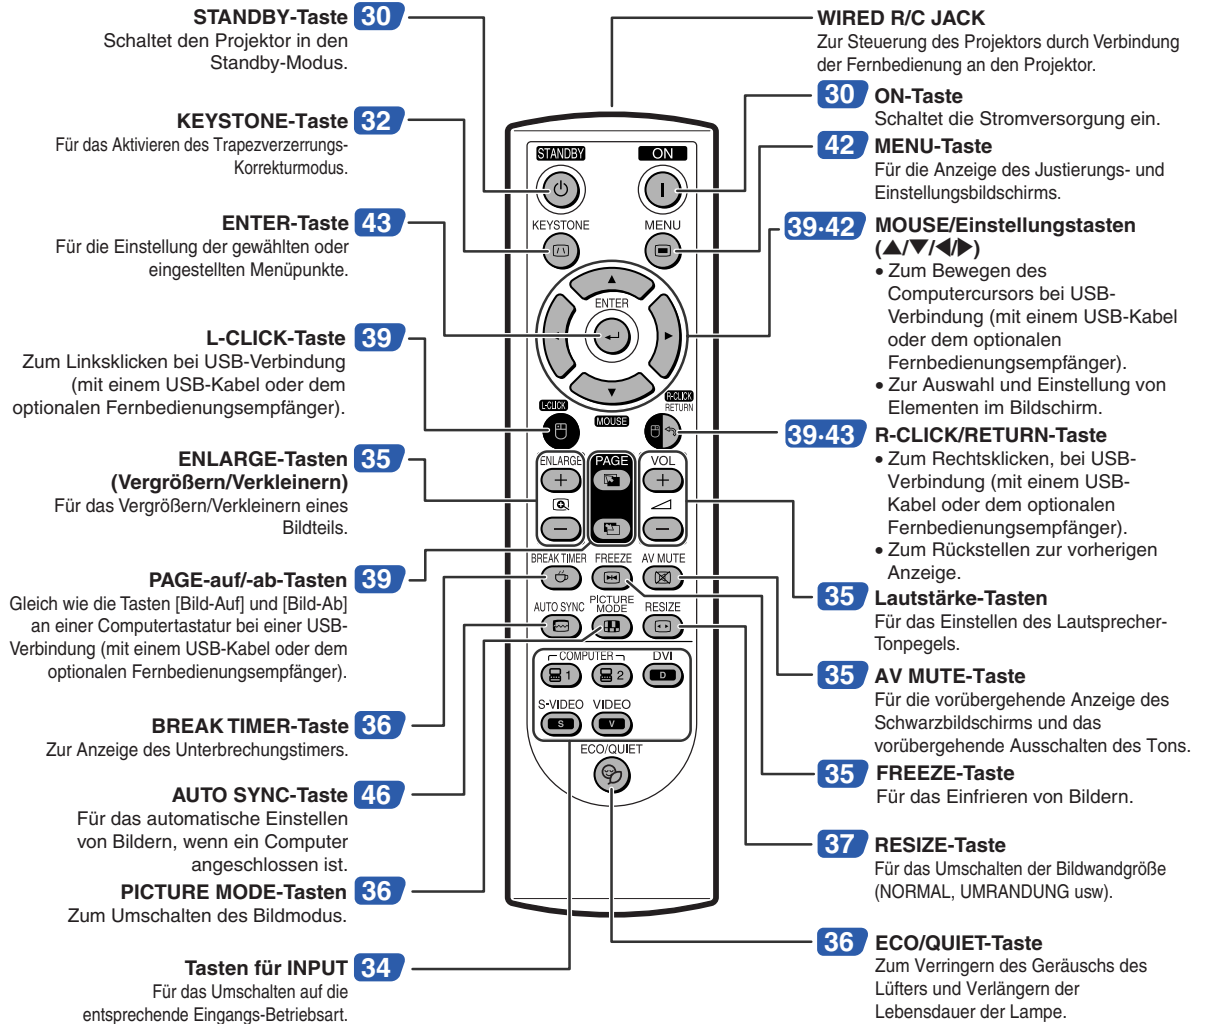 STANDBY-Taste 30
Schaltet den Projektor in den
Standby-Modus.
KEYSTONE-Taste 32
Für das Aktivieren des Trapezverzerrungs-
Korrekturmodus.
ENTER-Taste 43
Für die Einstellung der gewählten oder
eingestellten Menüpunkte.
L-CLICK-Taste 39
Zum Linksklicken bei USB-Verbindung
(mit einem USB-Kabel oder dem
optionalen Fernbedienungsempfänger).
ENLARGE-Tasten 35
(Vergrößern/Verkleinern)
Für das Vergrößern/Verkleinern eines
Bildteils.
PAGE-auf/-ab-Tasten 39
Gleich wie die Tasten [Bild-Auf] und [Bild-Ab]
an einer Computertastatur bei einer USB-
Verbindung (mit einem USB-Kabel oder dem
optionalen Fernbedienungsempfänger).
BREAK TIMER-Taste 36
Zur Anzeige des Unterbrechungstimers.
AUTO SYNC-Taste 46
Für das automatische Einstellen
von Bildern, wenn ein Computer
angeschlossen ist.
PICTURE MODE-Tasten 36
Zum Umschalten des Bildmodus.
Tasten für INPUT 34
Für das Umschalten auf die
entsprechende Eingangs-Betriebsart.
STANDBY ON
KEYSTONE MENU
ENTER
L-CLICK R-CLICK
RETURN
MOUSE
ENLARGE PAGE VOL
BREAK TIMER FREEZE AV MUTE
AUTO SYNC PICTURE
MODE RESIZE
COMPUTER DVI
1 2 D
S-VIDEO VIDEO
S V
ECO/QUIET
WIRED R/C JACK
Zur Steuerung des Projektors durch Verbindung
der Fernbedienung an den Projektor.
30 ON-Taste
Schaltet die Stromversorgung ein.
42 MENU-Taste
Für die Anzeige des Justierungs- und
Einstellungsbildschirms.
39·42 MOUSE/Einstellungstasten
(▲/▼/◀/▶)
• Zum Bewegen des
Computercursors bei USB-
Verbindung (mit einem USB-Kabel
oder dem optionalen
Fernbedienungsempfänger).
• Zur Auswahl und Einstellung von
Elementen im Bildschirm.
39·43 R-CLICK/RETURN-Taste
• Zum Rechtsklicken, bei USB-
Verbindung (mit einem USB-
Kabel oder dem optionalen
Fernbedienungsempfänger).
• Zum Rückstellen zur vorherigen
Anzeige.
35 Lautstärke-Tasten
Für das Einstellen des Lautsprecher-
Tonpegels.
35 AV MUTE-Taste
Für die vorübergehende Anzeige des
Schwarzbildschirms und das
vorübergehende Ausschalten des Tons.
35 FREEZE-Taste
Für das Einfrieren von Bildern.
37 RESIZE-Taste
Für das Umschalten der Bildwandgröße
(NORMAL, UMRANDUNG usw).
36 ECO/QUIET-Taste
Zum Verringern des Geräuschs des
Lüfters und Verlängern der
Lebensdauer der Lampe.